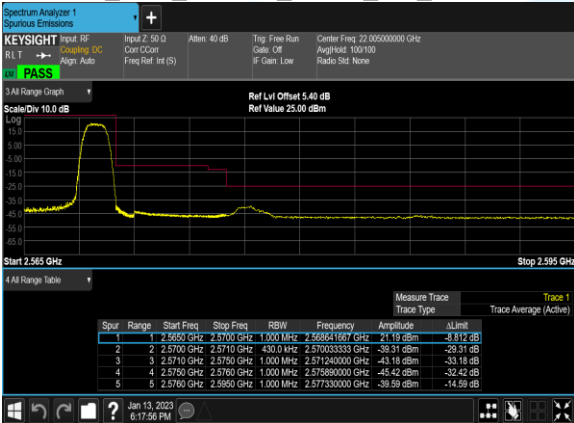 Spectrum Analyzer 1
Spurious Emissions
KEYSIGHT Input: RF Input Z: 50 Ω Atten: 40 dB Trig: Free Run Center Freq: 22.005000000 GHz
RLT Coupling: DC Corr CCorr Gate: Off Avg|Hold: 100/100
Align: Auto Freq Ref: Int (S) IF Gain: Low Radio Std: None
PASS
3 All Range Graph
Ref Lvl Offset 5.40 dB
Scale/Div 10.0 dB Ref Value 25.00 dBm
Log
15.0
5.00
-5.00
-15.0
-25.0
-35.0
-45.0
-55.0
-65.0
Start 2.565 GHz Stop 2.595 GHz
4 All Range Table
Measure Trace Trace 1
Trace Type Trace Average (Active)
Spur Range Start Freq Stop Freq RBW Frequency Amplitude ΔLimit
1 1 2.5650 GHz 2.5700 GHz 1.000 MHz 2.568641667 GHz 21.19 dBm -8.812 dB
2 2 2.5700 GHz 2.5710 GHz 430.0 kHz 2.570033333 GHz -39.31 dBm -29.31 dB
3 3 2.5710 GHz 2.5750 GHz 1.000 MHz 2.571240000 GHz -43.18 dBm -33.18 dB
4 4 2.5750 GHz 2.5760 GHz 1.000 MHz 2.575890000 GHz -45.42 dBm -32.42 dB
5 5 2.5760 GHz 2.5950 GHz 1.000 MHz 2.577330000 GHz -39.59 dBm -14.59 dB
Jan 13, 2023
6:17:56 PM